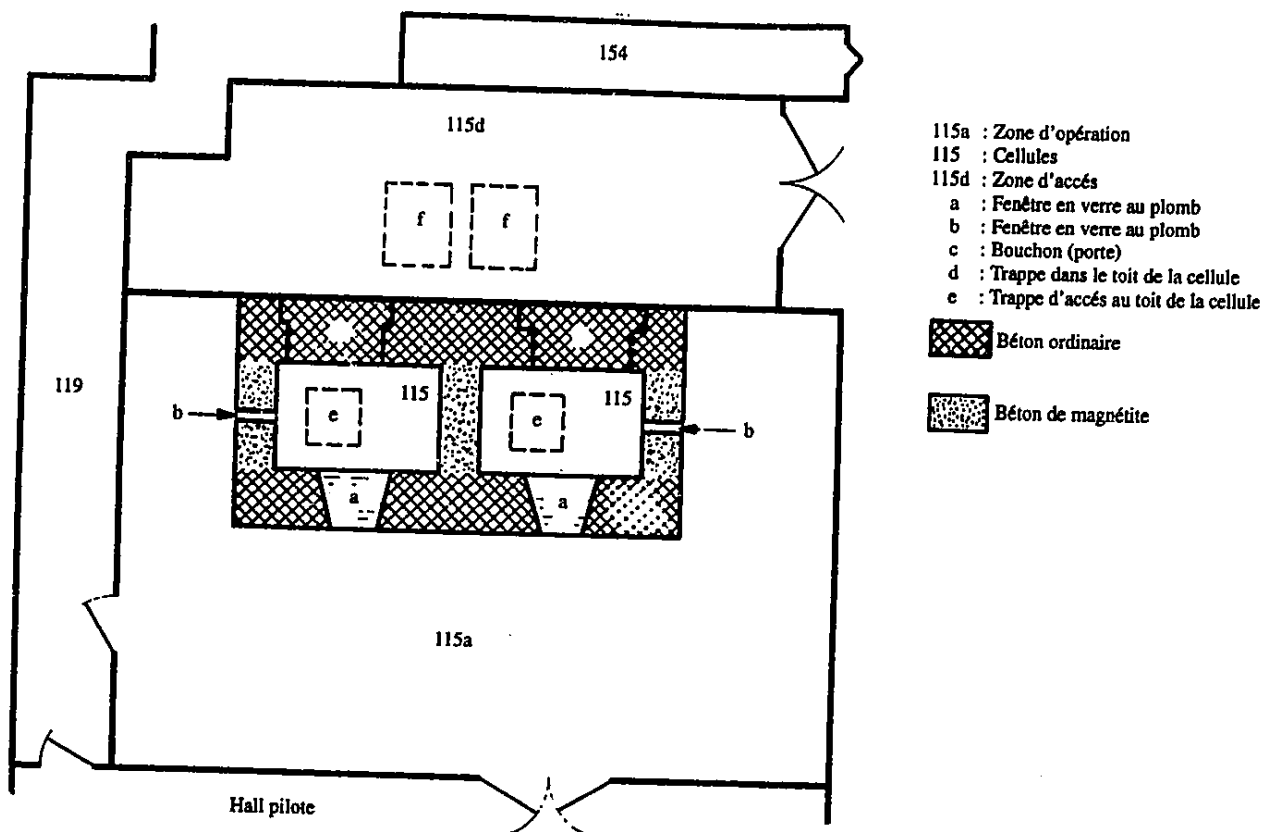 154
115d
f f
119
115 115
b e e b
a a
115a
Hall pilote
115a : Zone d'opération
115 : Cellules
115d : Zone d'accés
a : Fenêtre en verre au plomb
b : Fenêtre en verre au plomb
c : Bouchon (porte)
d : Trappe dans le toit de la cellule
e : Trappe d'accés au toit de la cellule
Béton ordinaire
Béton de magnétite